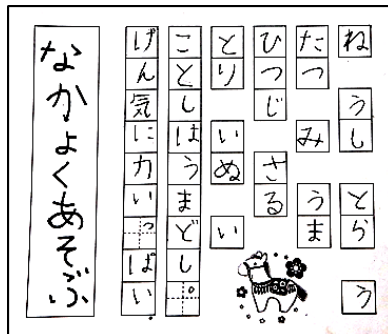 ね うし とら う
たつ み うま
ひつじ さる
とり いぬ い
ことしはうまどし。
げん気に力いっぱい
なかよくあそぶ